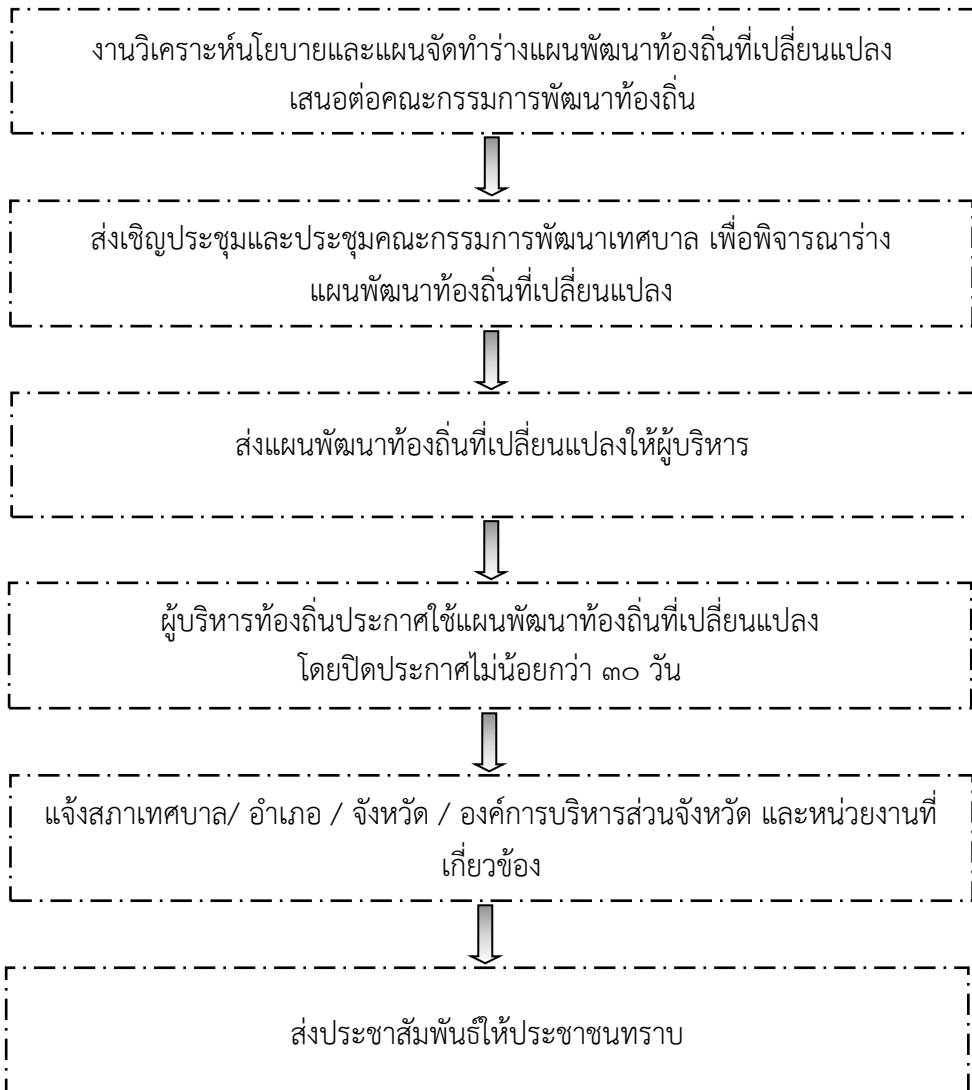 งานวิเคราะห์นโยบายและแผนจัดทำร่างแผนพัฒนาท้องถิ่นที่เปลี่ยนแปลง
เสนอต่อคณะกรรมการพัฒนาท้องถิ่น
ส่งเชิญประชุมและประชุมคณะกรรมการพัฒนาเทศบาล เพื่อพิจารณาร่าง
แผนพัฒนาท้องถิ่นที่เปลี่ยนแปลง
ส่งแผนพัฒนาท้องถิ่นที่เปลี่ยนแปลงให้ผู้บริหาร
ผู้บริหารท้องถิ่นประกาศใช้แผนพัฒนาท้องถิ่นที่เปลี่ยนแปลง
โดยปิดประกาศไม่น้อยกว่า ๓๐ วัน
แจ้งสภาเทศบาล/ อำเภอ / จังหวัด / องค์การบริหารส่วนจังหวัด และหน่วยงานที่
เกี่ยวข้อง
ส่งประชาสัมพันธ์ให้ประชาชนทราบ